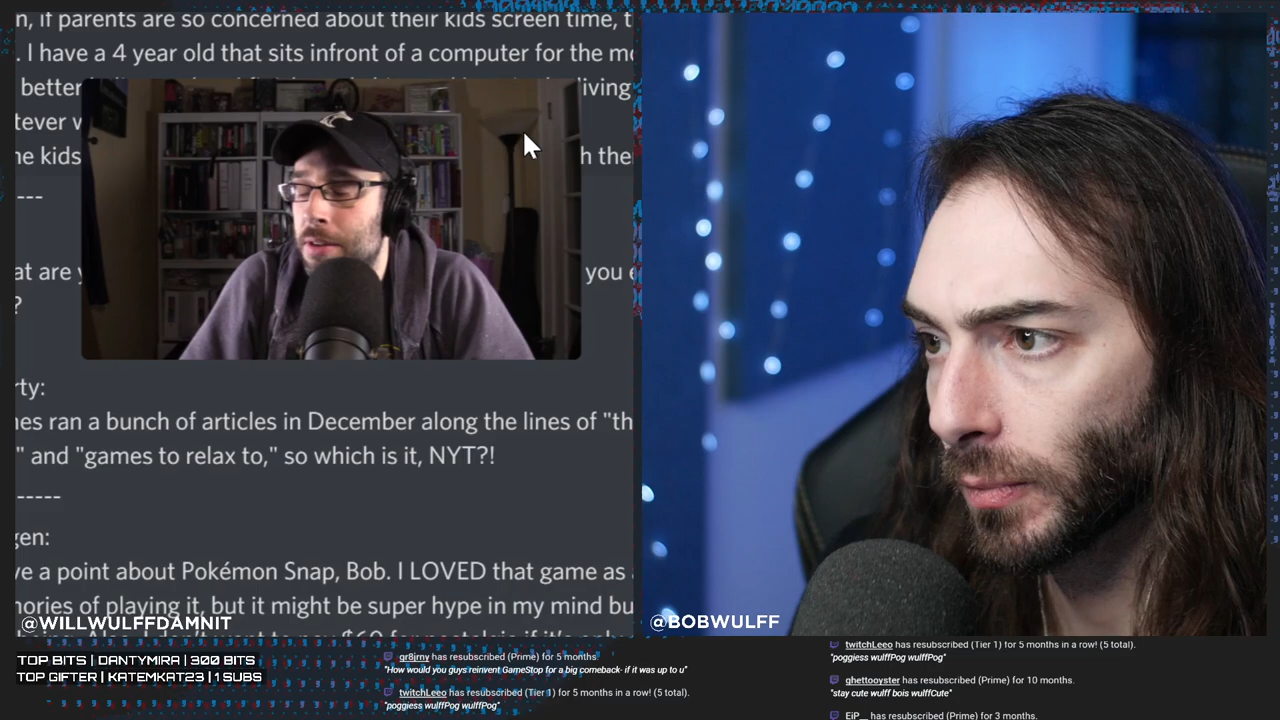 n, if parents are so concerned about their kids screen time, t
. I have a 4 year old that sits infront of a computer for the mo
better
iving
tever w
ne kids
h the
---
at are y
you e
?
rty:
nes ran a bunch of articles in December along the lines of "th
" and "games to relax to," so which is it, NYT?!
-----
gen:
ve a point about Pokémon Snap, Bob. I LOVED that game as
nories of playing it, but it might be super hype in my mind bu
@WILLWULFFDAMNIT
@BOBWULFF
TOP BITS | DANTYMIRA | 300 BITS
TOP GIFTER | KATEMKAT23 | 1 SUBS
qr8jrny has resubscribed (Prime) for 5 months.
"How would you guys reinvent GameStop for a big comeback- if it was up to u"
twitchLeeo has resubscribed (Tier 1) for 5 months in a row! (5 total).
"poggiess wulffPog wulffPog"
twitchLeeo has resubscribed (Tier 1) for 5 months in a row! (5 total).
"poggiess wulffPog wulffPog"
ghettooyster has resubscribed (Prime) for 10 months.
"stay cute wulff bois wulffCute"
EiP__ has resubscribed (Prime) for 3 months.